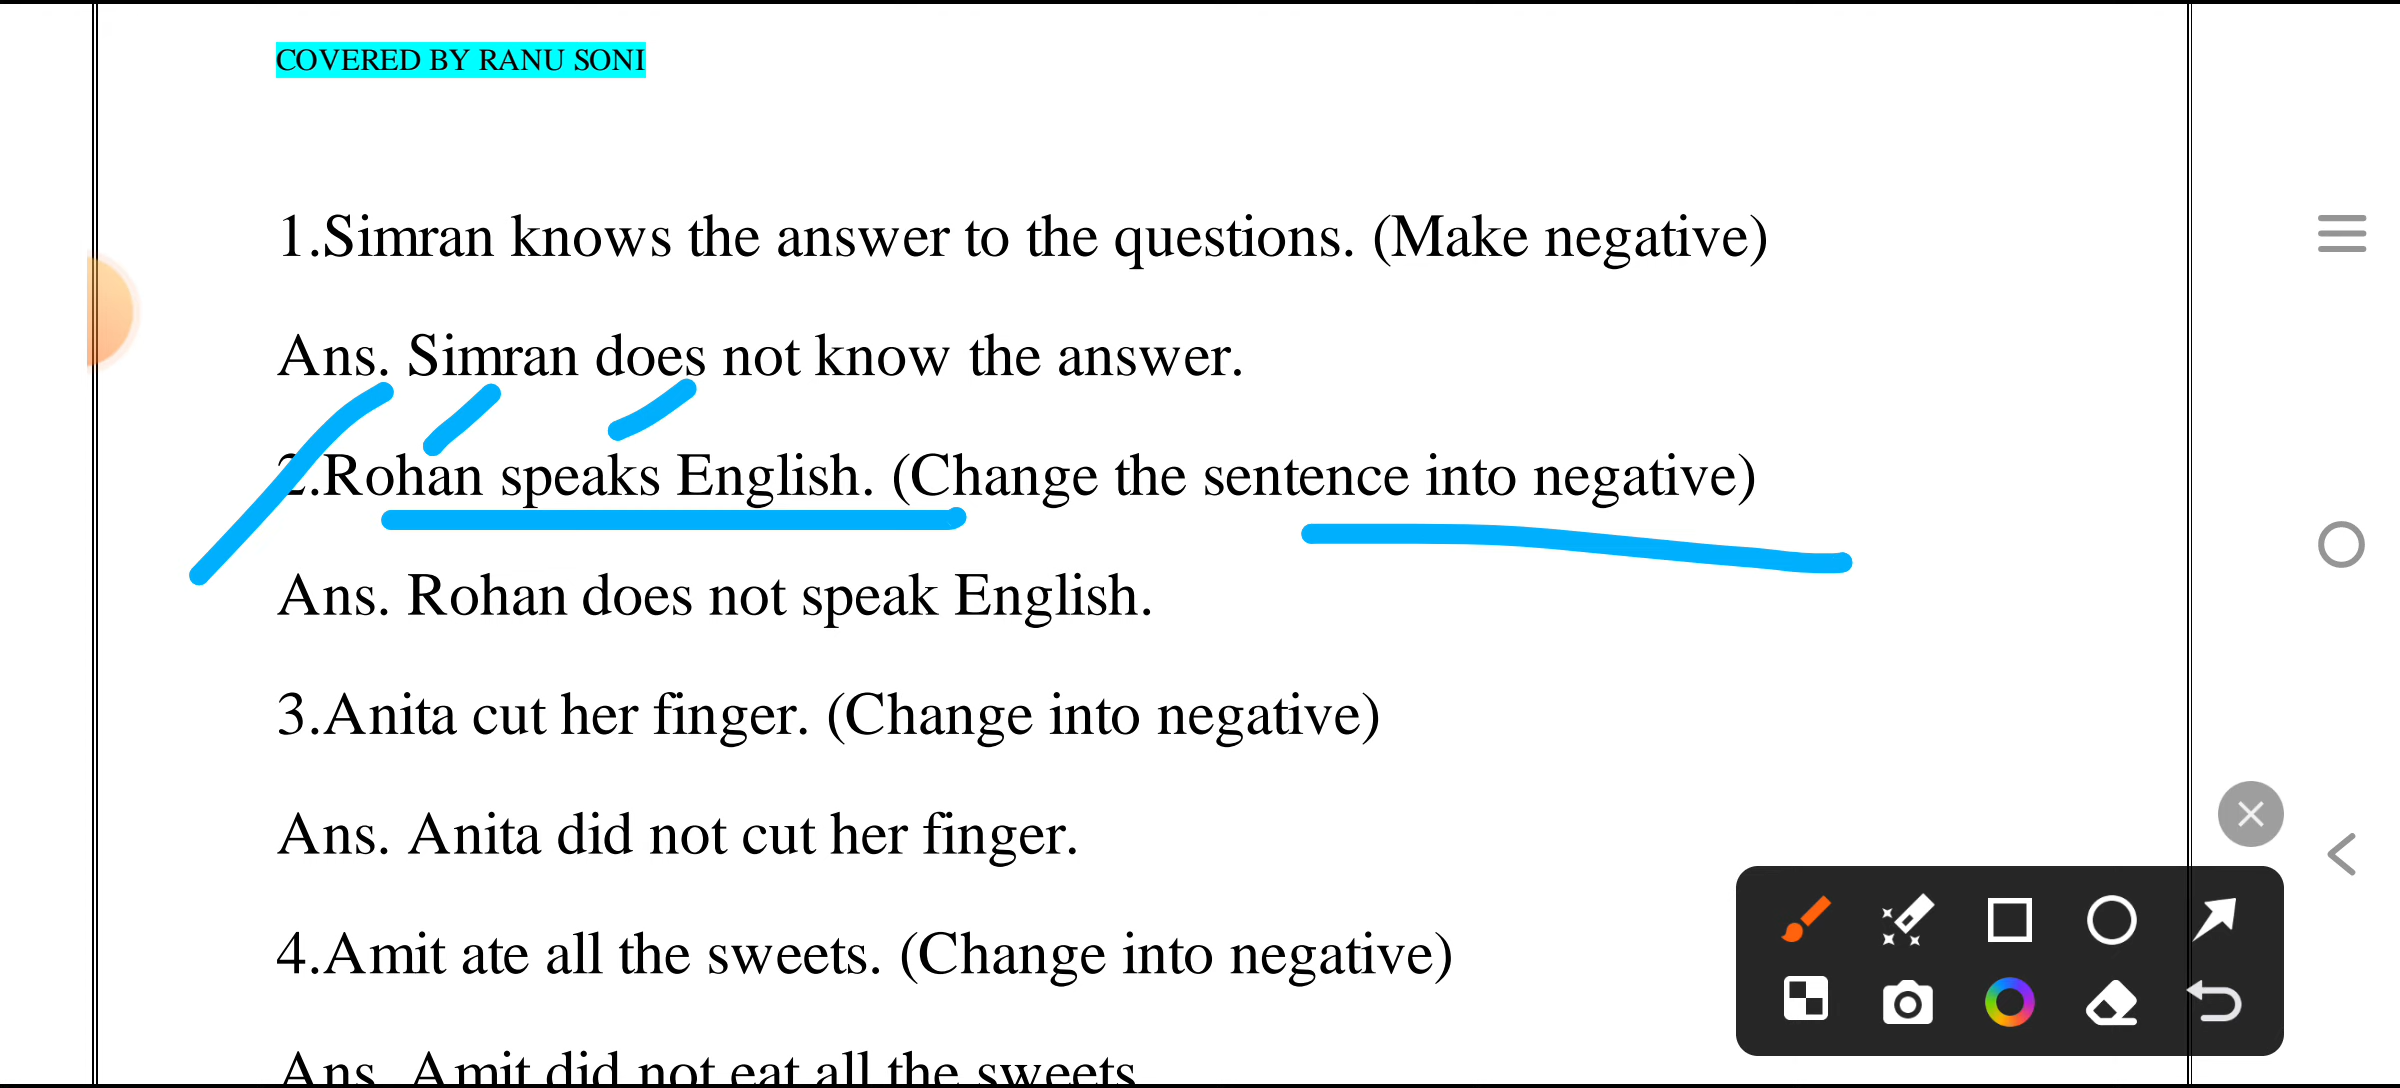 COVERED BY RANU SONI
1.Simran knows the answer to the questions. (Make negative)
Ans. Simran does not know the answer.
2.Rohan speaks English. (Change the sentence into negative)
Ans. Rohan does not speak English.
3.Anita cut her finger. (Change into negative)
Ans. Anita did not cut her finger.
4.Amit ate all the sweets. (Change into negative)
Ans. Amit did not eat all the sweets